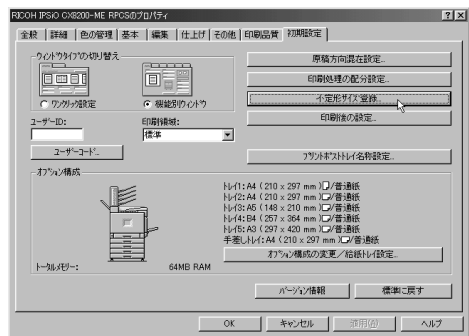 RICOH IPSiO CX8200-ME RPCSのプロパティ
全般 詳細 色の管理 基本 編集 仕上げ その他 印刷品質 初期設定
ウィンドウタイプの切り替え
ワンクリック設定 機能別ウィンドウ
原稿方向混在設定...
印刷処理の配分設定...
不定形サイズ登録...
印刷後の設定...
ユーザーID: 印刷領域:
標準
ユーザーコード...
プリントポストトレイ名称設定...
オプション構成
トレイ1: A4 ( 210 x 297 mm )/普通紙
トレイ2: A4 ( 210 x 297 mm )/普通紙
トレイ3: A5 ( 148 x 210 mm )/普通紙
トレイ4: B4 ( 257 x 364 mm )/普通紙
トレイ5: A3 ( 297 x 420 mm )/普通紙
手差しトレイ: A4 ( 210 x 297 mm )/普通紙
オプション構成の変更/給紙トレイ設定...
トータルメモリー: 64MB RAM
バージョン情報 標準に戻す
OK キャンセル 適用(A) ヘルプ